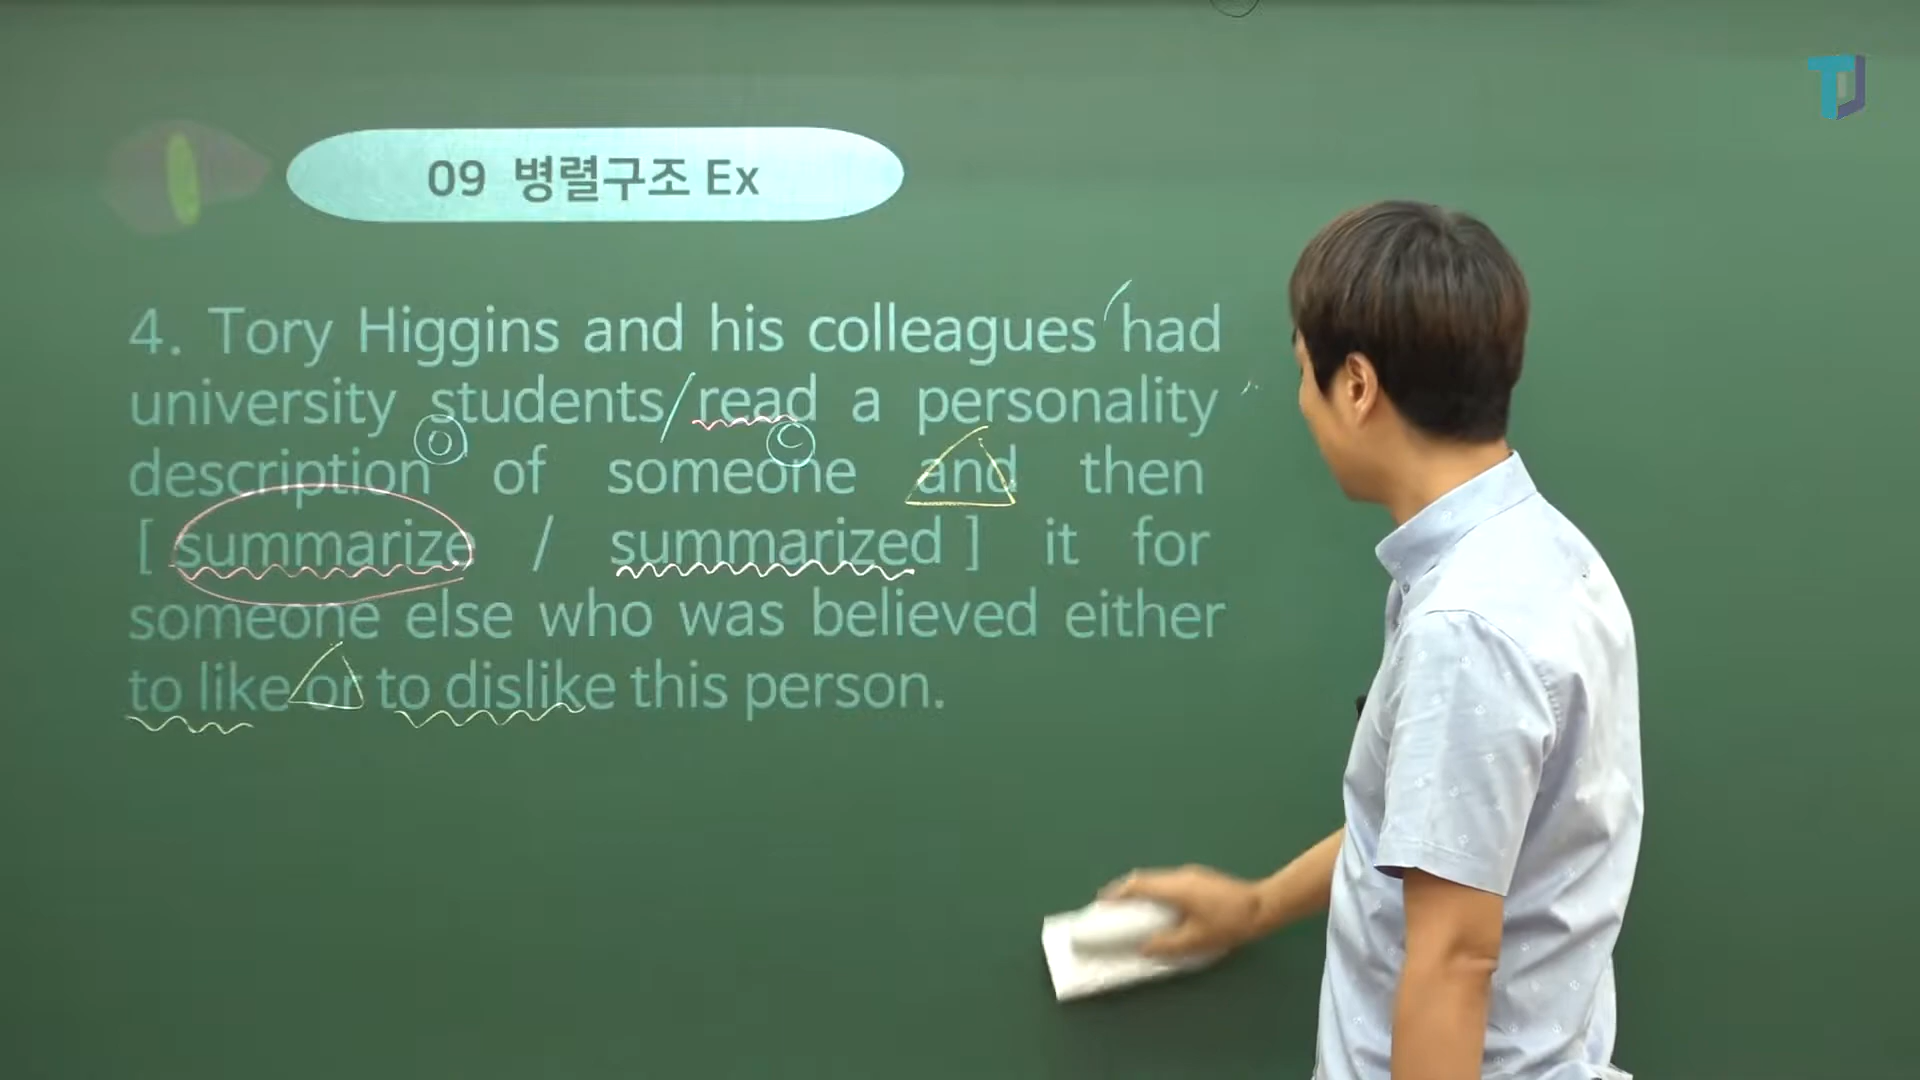 09 병렬구조 Ex
TJ
4. Tory Higgins and his colleagues had
university students/read a personality
O C
description of someone and then
[ summarize / summarized ] it for
someone else who was believed either
to like or to dislike this person.